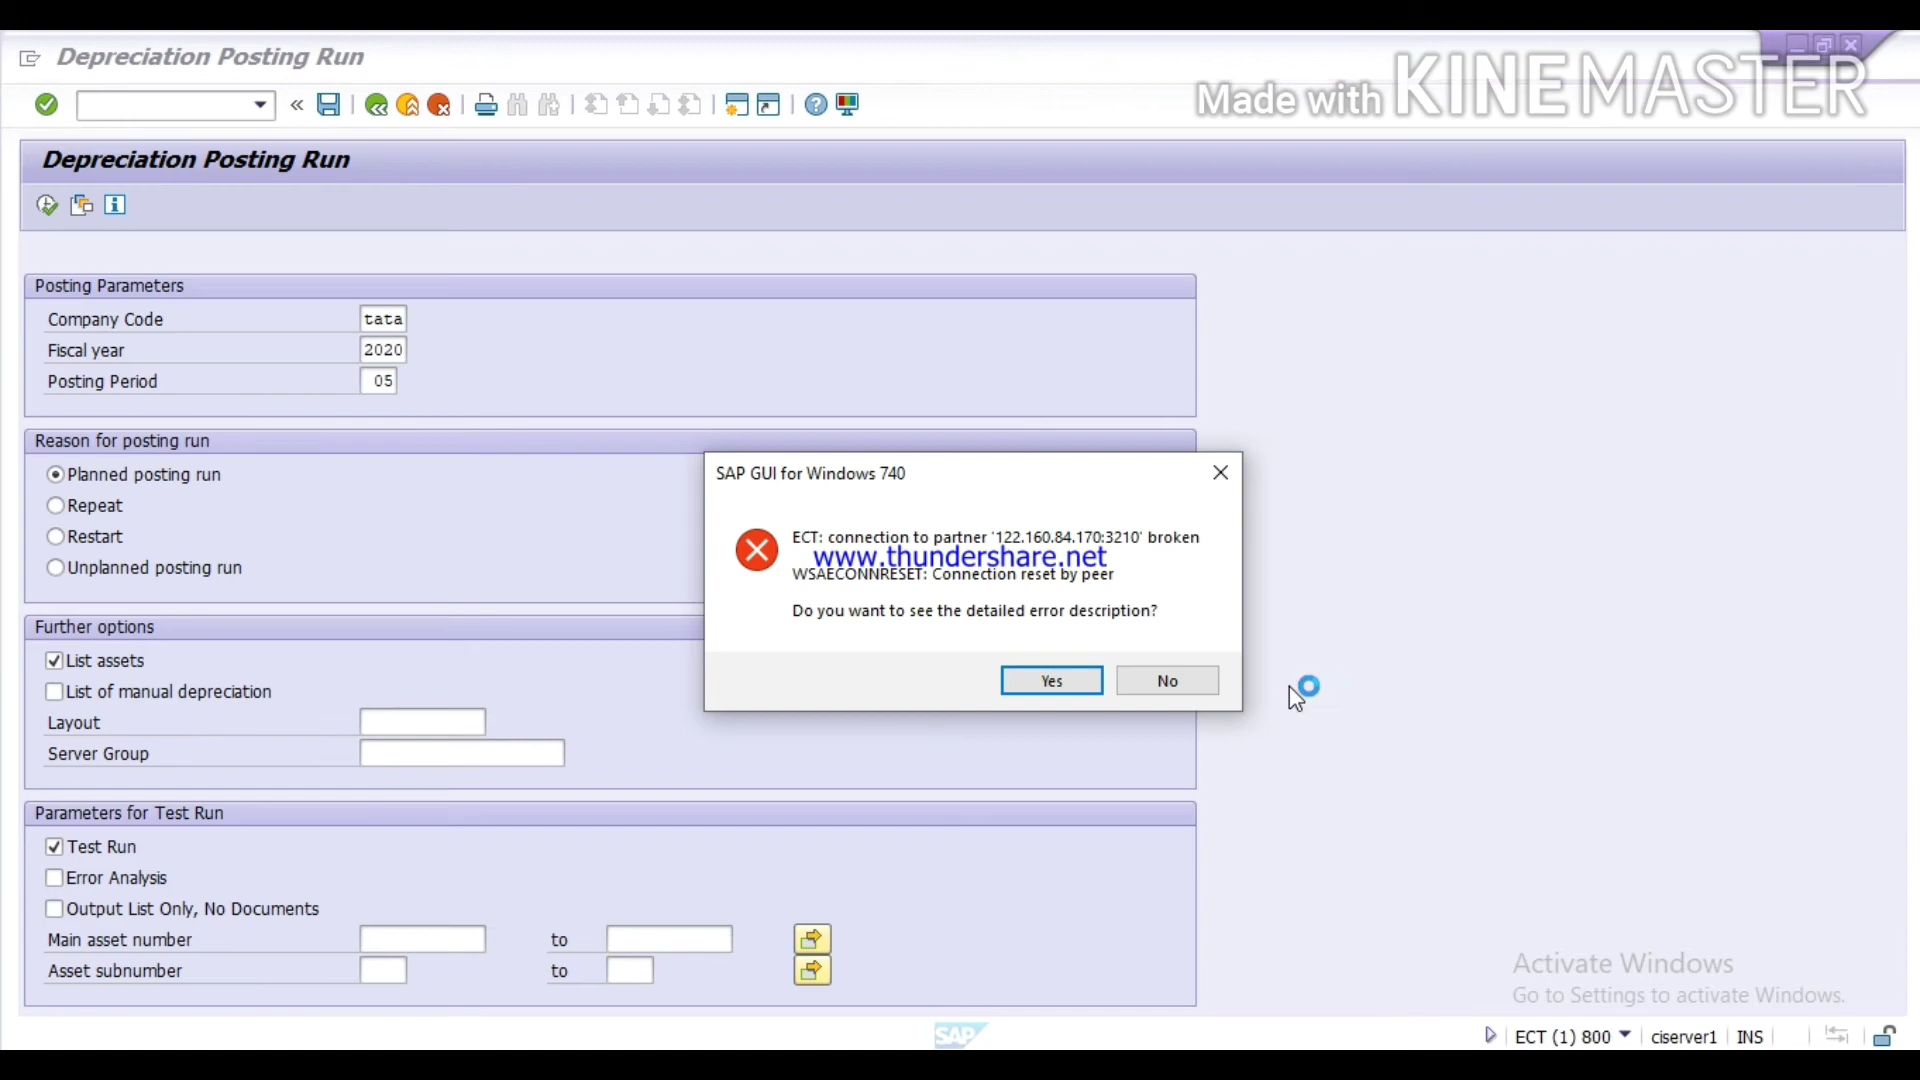 Depreciation Posting Run
Made with KINEMASTER
Depreciation Posting Run
Posting Parameters
Company Code tata
Fiscal year 2020
Posting Period 05
Reason for posting run
Planned posting run
Repeat
Restart
Unplanned posting run
SAP GUI for Windows 740
ECT: connection to partner '122.160.84.170:3210' broken
www.thundershare.net
WSAECONNRESET: Connection reset by peer
Do you want to see the detailed error description?
Yes No
Further options
List assets
List of manual depreciation
Layout
Server Group
Parameters for Test Run
Test Run
Error Analysis
Output List Only, No Documents
Main asset number to
Asset subnumber to
Activate Windows
Go to Settings to activate Windows.
SAP
ECT (1) 800 ciserver1 INS